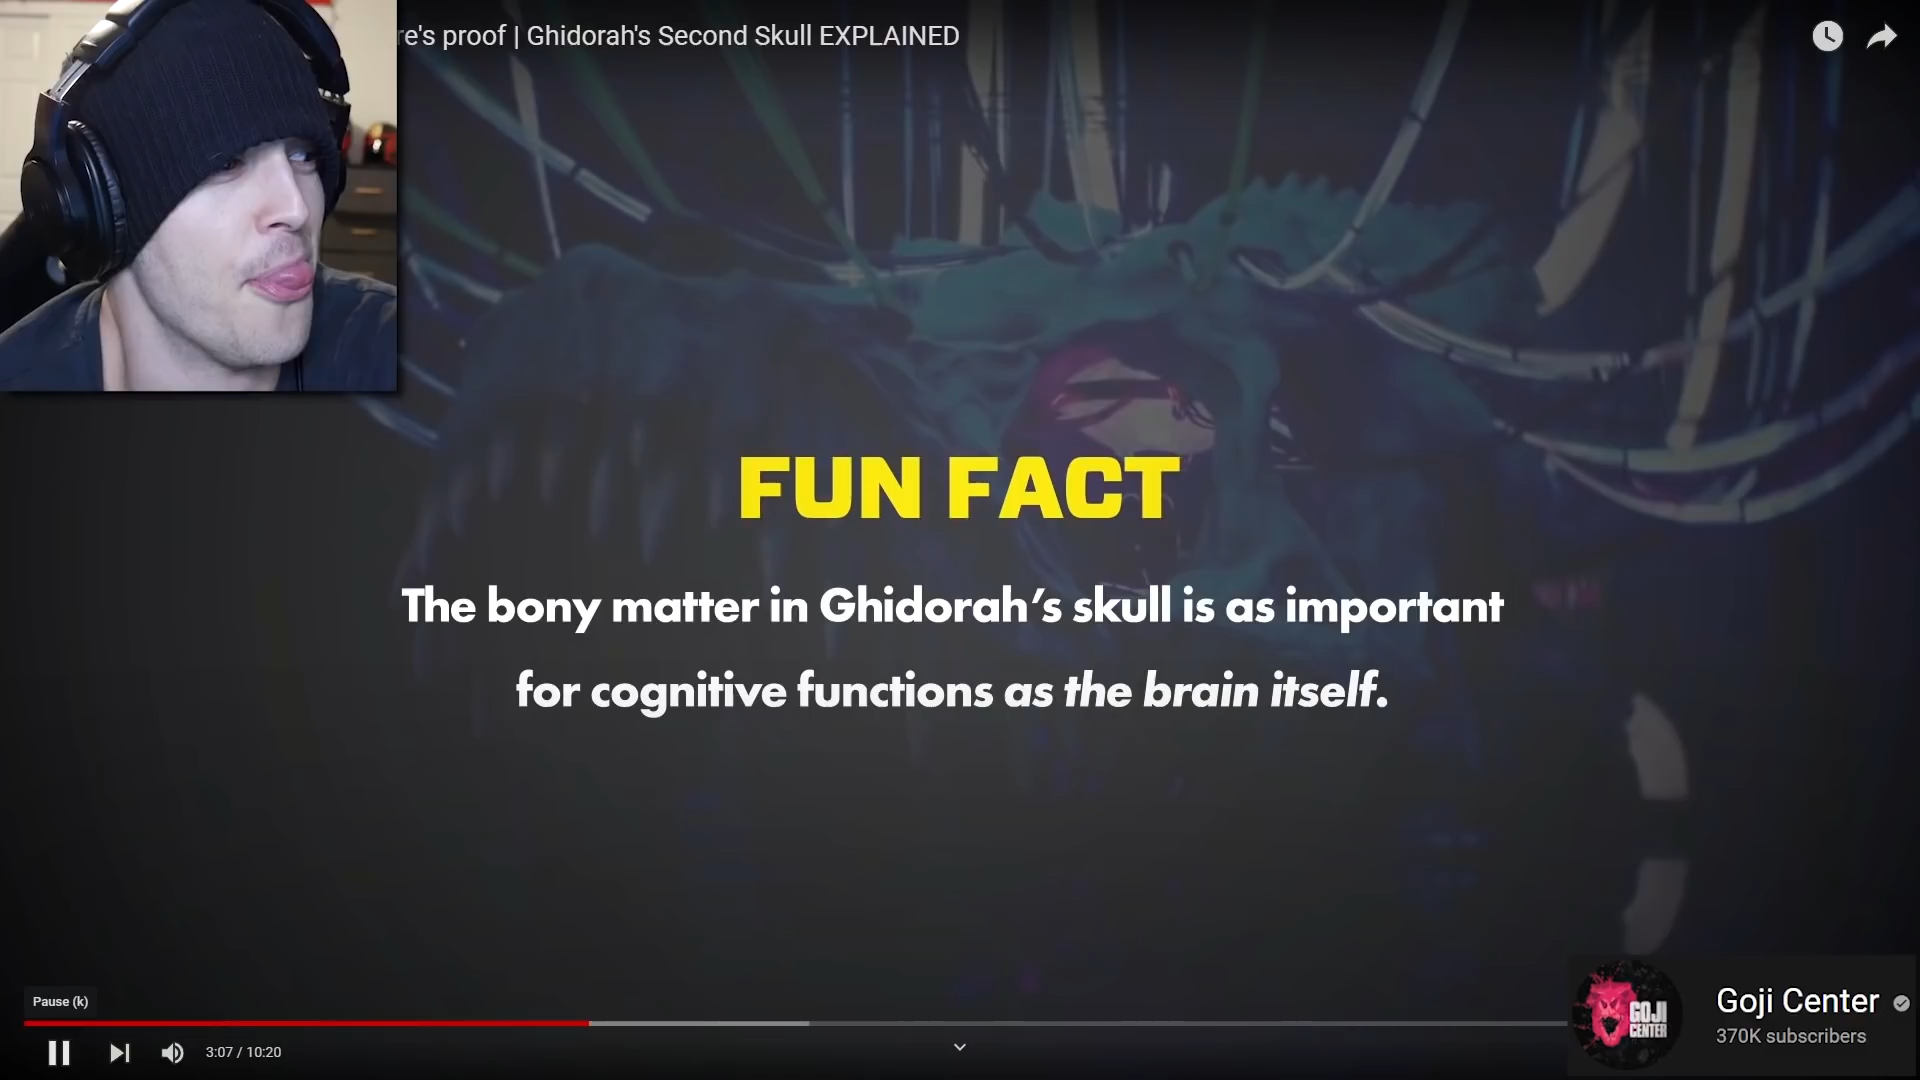 re's proof | Ghidorah's Second Skull EXPLAINED
FUN FACT
The bony matter in Ghidorah's skull is as important
for cognitive functions as the brain itself.
Pause (k)
3:07 / 10:20
GOJI
CENTER
Goji Center
370K subscribers